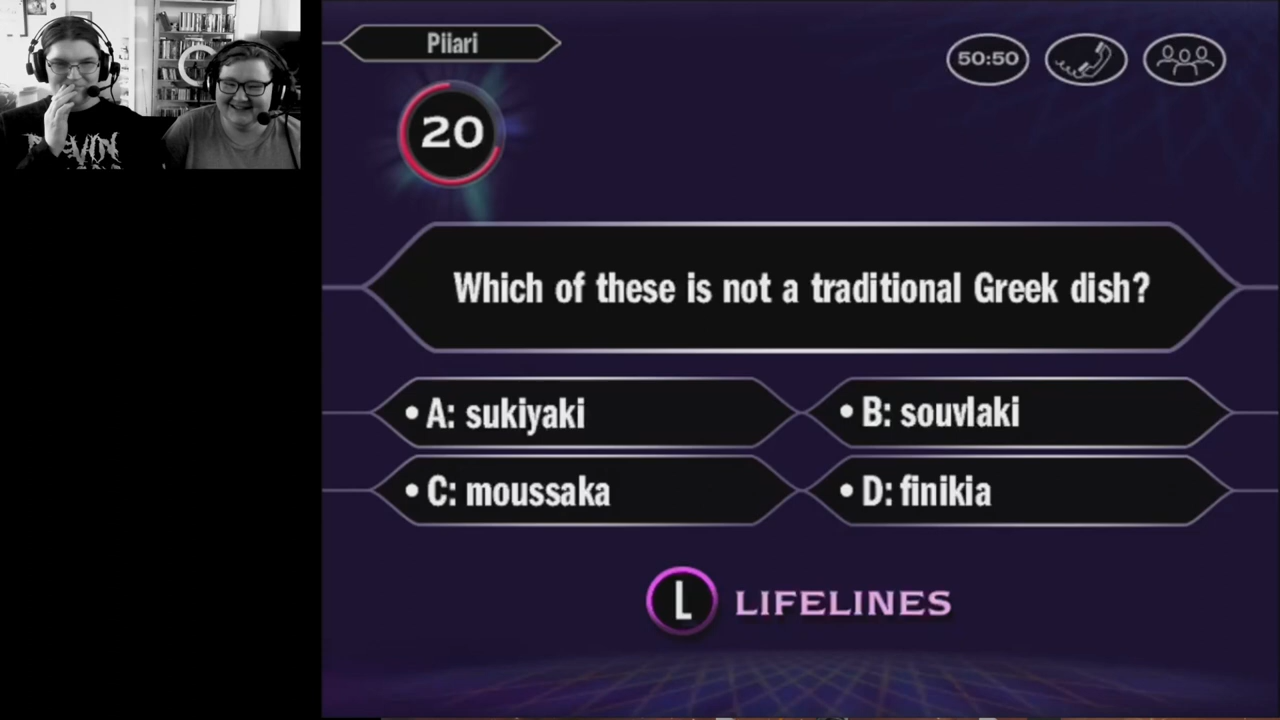 Piiari
50:50
20
Which of these is not a traditional Greek dish?
• A: sukiyaki
• B: souvlaki
• C: moussaka
• D: finikia
L LIFELINES